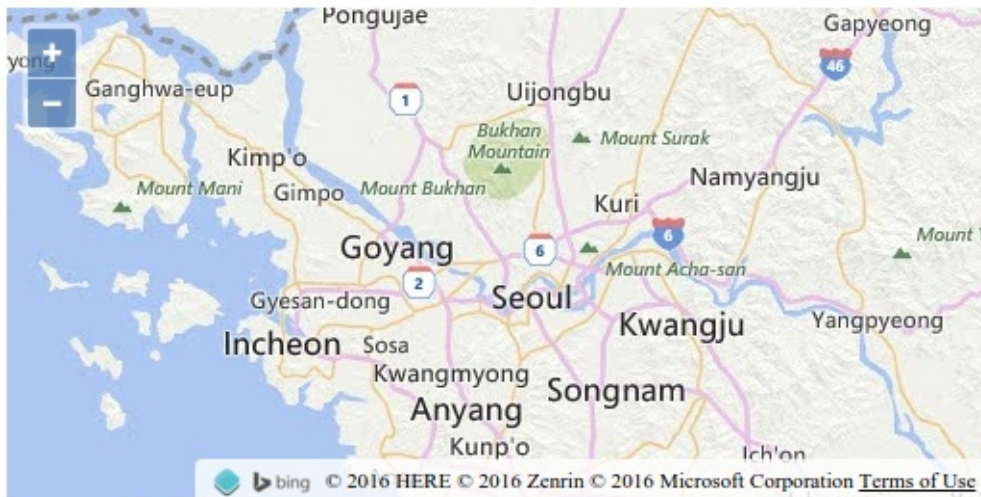 Pongujae
Gapyeong
+
yong
46
Ganghwa-eup
1
Uijongbu
−
Bukhan
Mountain
Mount Surak
Kimp'o
Mount Mani
Gimpo
Mount Bukhan
Namyangju
Kuri
6
Goyang
6
Mount
Mount Acha-san
2
Gyesan-dong
Seoul
Kwangju
Yangpyeong
Incheon
Sosa
Kwangmyong
Songnam
Anyang
Kunp'o
Ich'on
bing © 2016 HERE © 2016 Zenrin © 2016 Microsoft Corporation Terms of Use